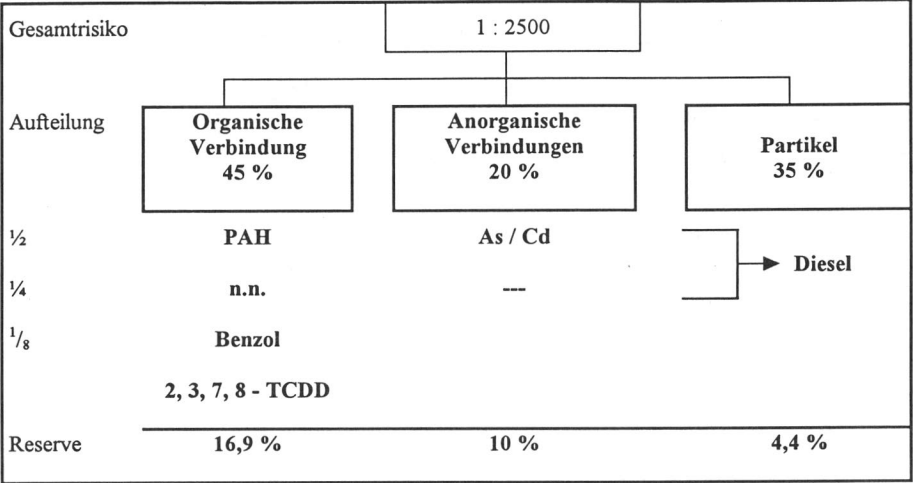 Gesamtrisiko 1 : 2500
Aufteilung
Organische
Verbindung
45 %
Anorganische
Verbindungen
20 %
Partikel
35 %
½ PAH As / Cd
Diesel
¼ n.n. ---
1/8 Benzol
2, 3, 7, 8 - TCDD
Reserve 16,9 % 10 % 4,4 %